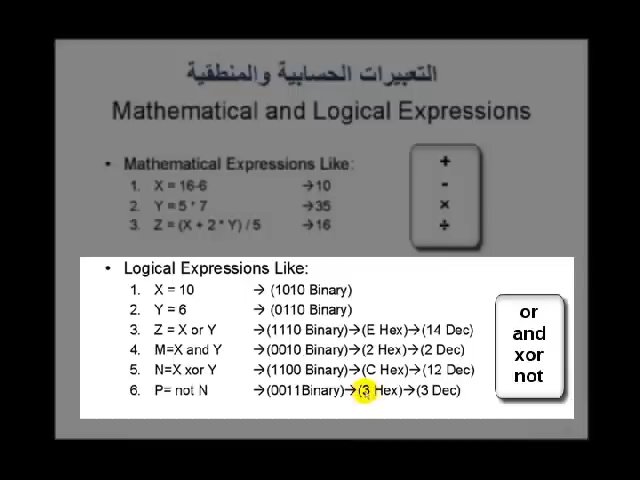 التعبيرات الحسابية والمنطقية
Mathematical and Logical Expressions
• Mathematical Expressions Like:
1. X = 16-6 →10
2. Y = 5 * 7 →35
3. Z = (X + 2 * Y) / 5 →16
+
-
×
÷
• Logical Expressions Like:
1. X = 10 → (1010 Binary)
2. Y = 6 → (0110 Binary)
3. Z = X or Y →(1110 Binary)→(E Hex)→(14 Dec)
4. M=X and Y →(0010 Binary)→(2 Hex)→(2 Dec)
5. N=X xor Y →(1100 Binary)→(C Hex)→(12 Dec)
6. P= not N →(0011Binary)→(3 Hex)→(3 Dec)
or
and
xor
not